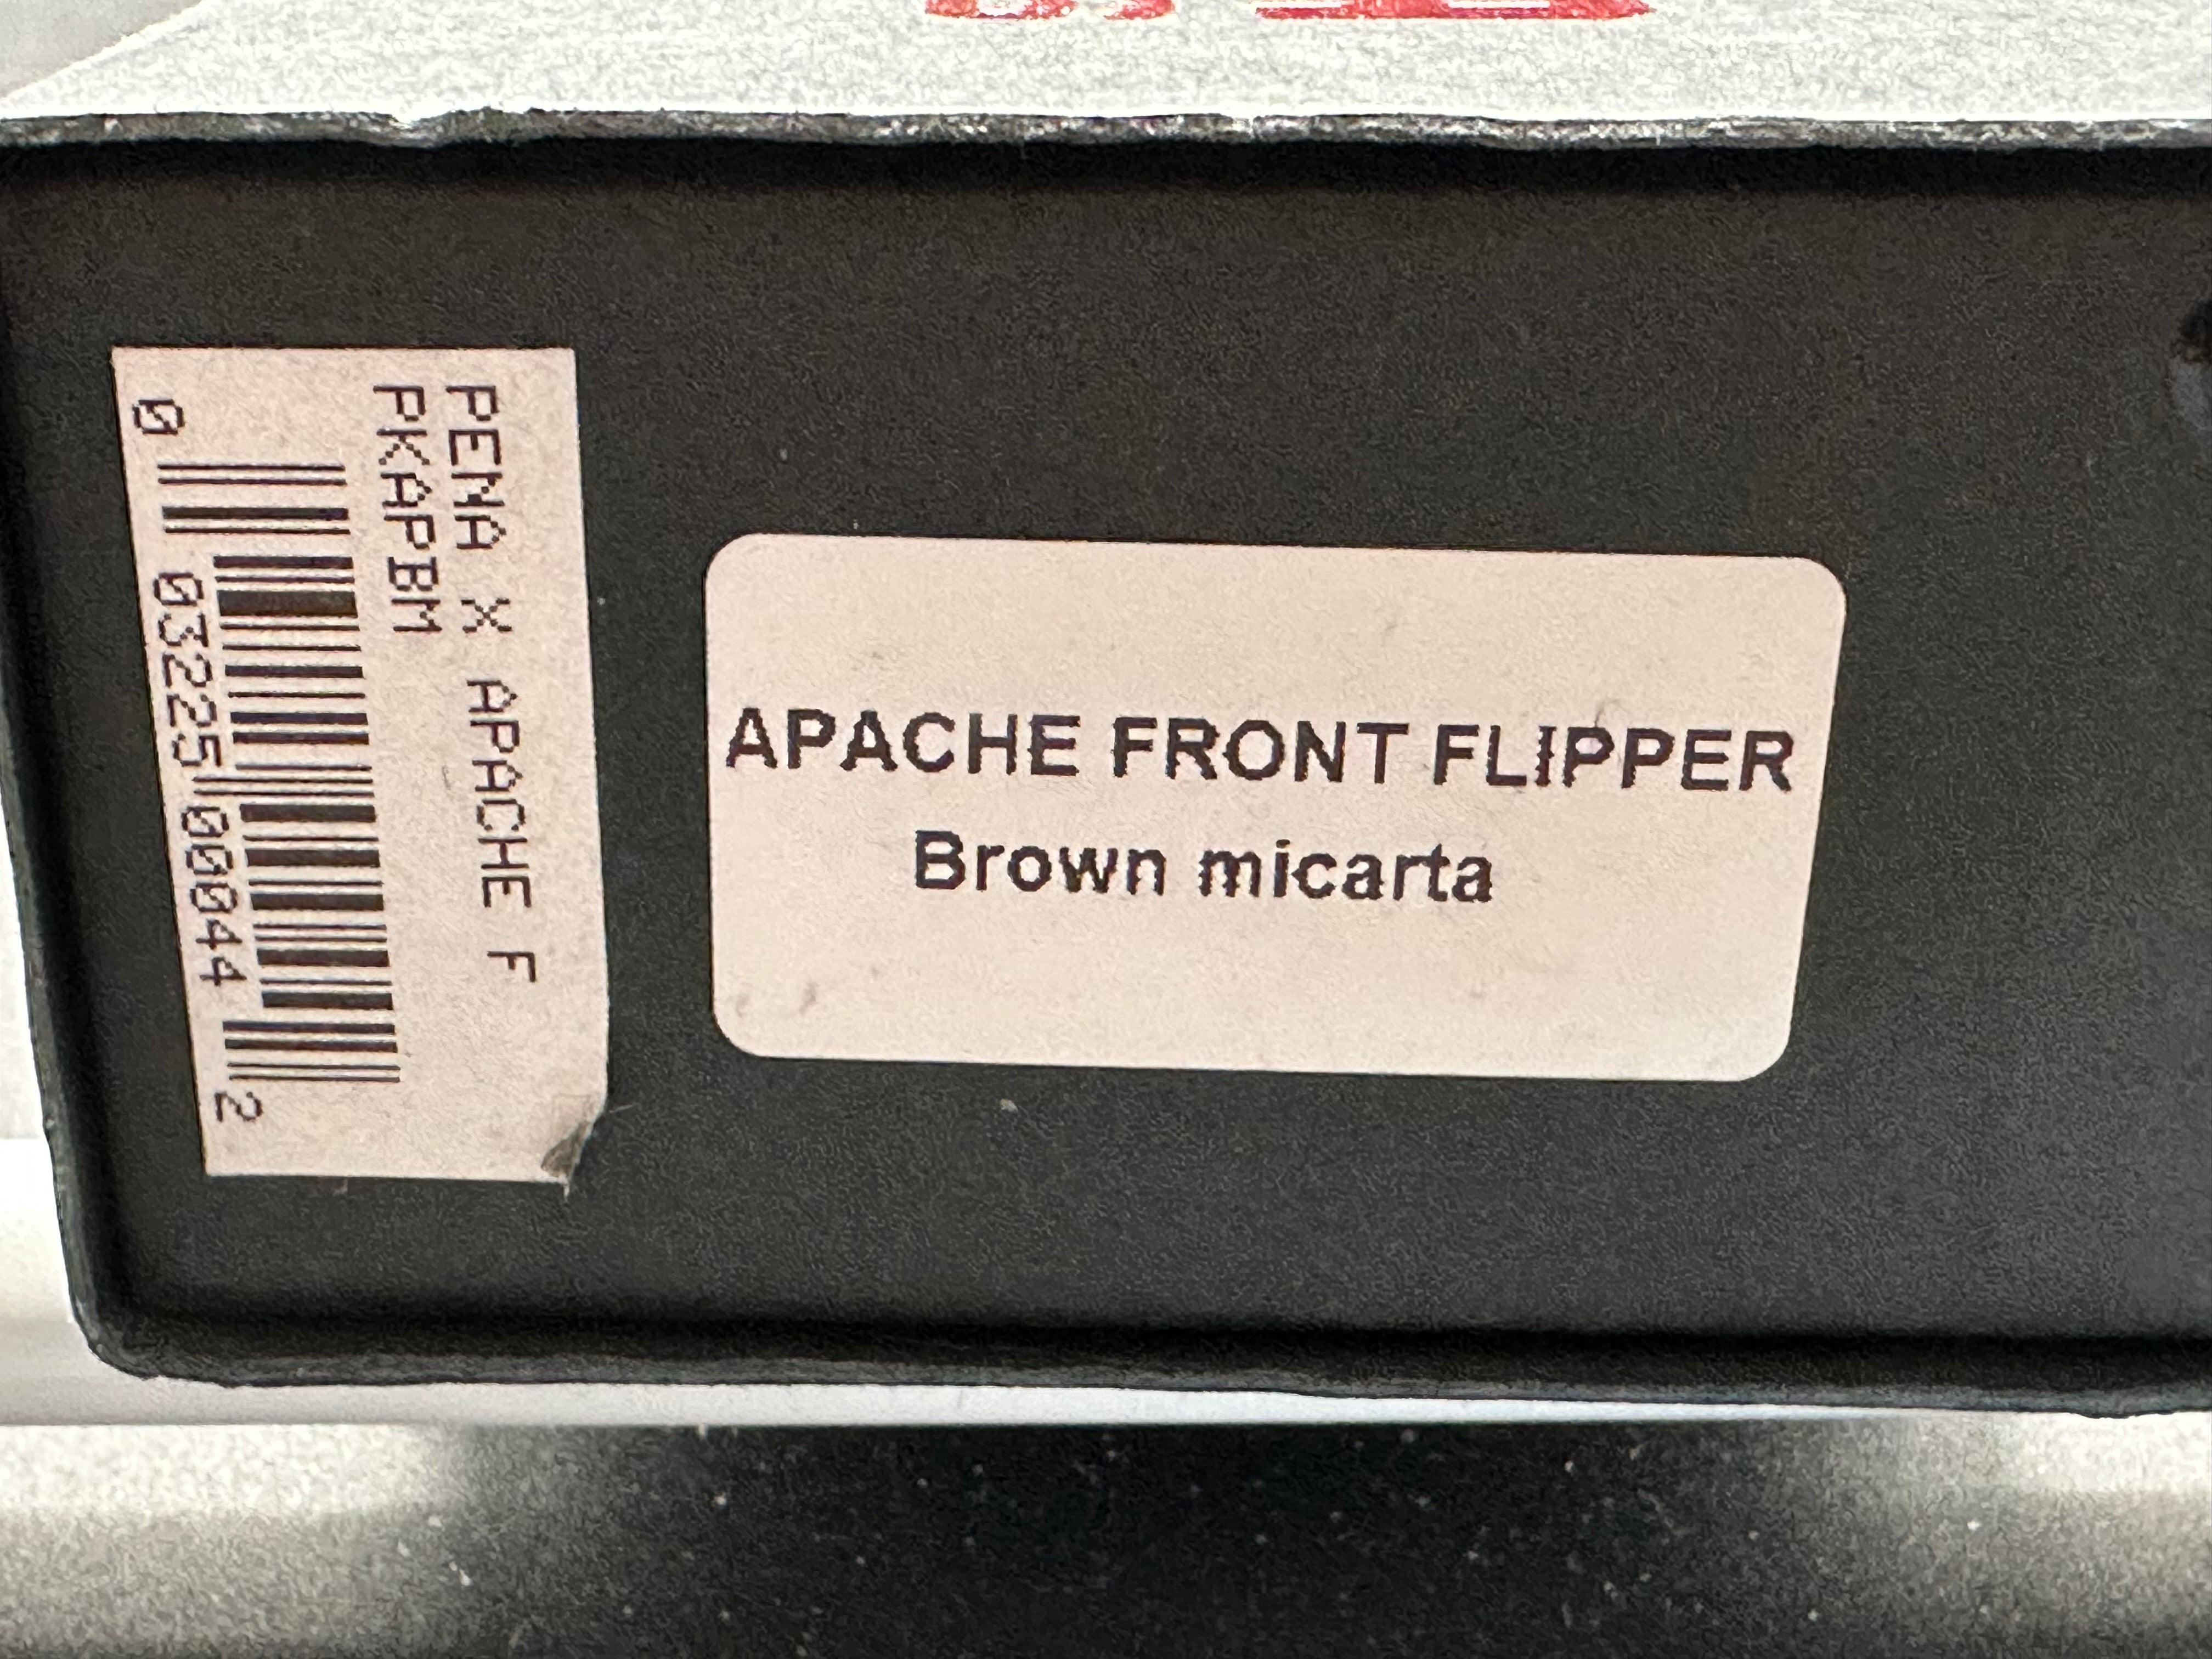 PENA X APACHE F
PKAPBM
0 03225 00044 2
APACHE FRONT FLIPPER
Brown micarta